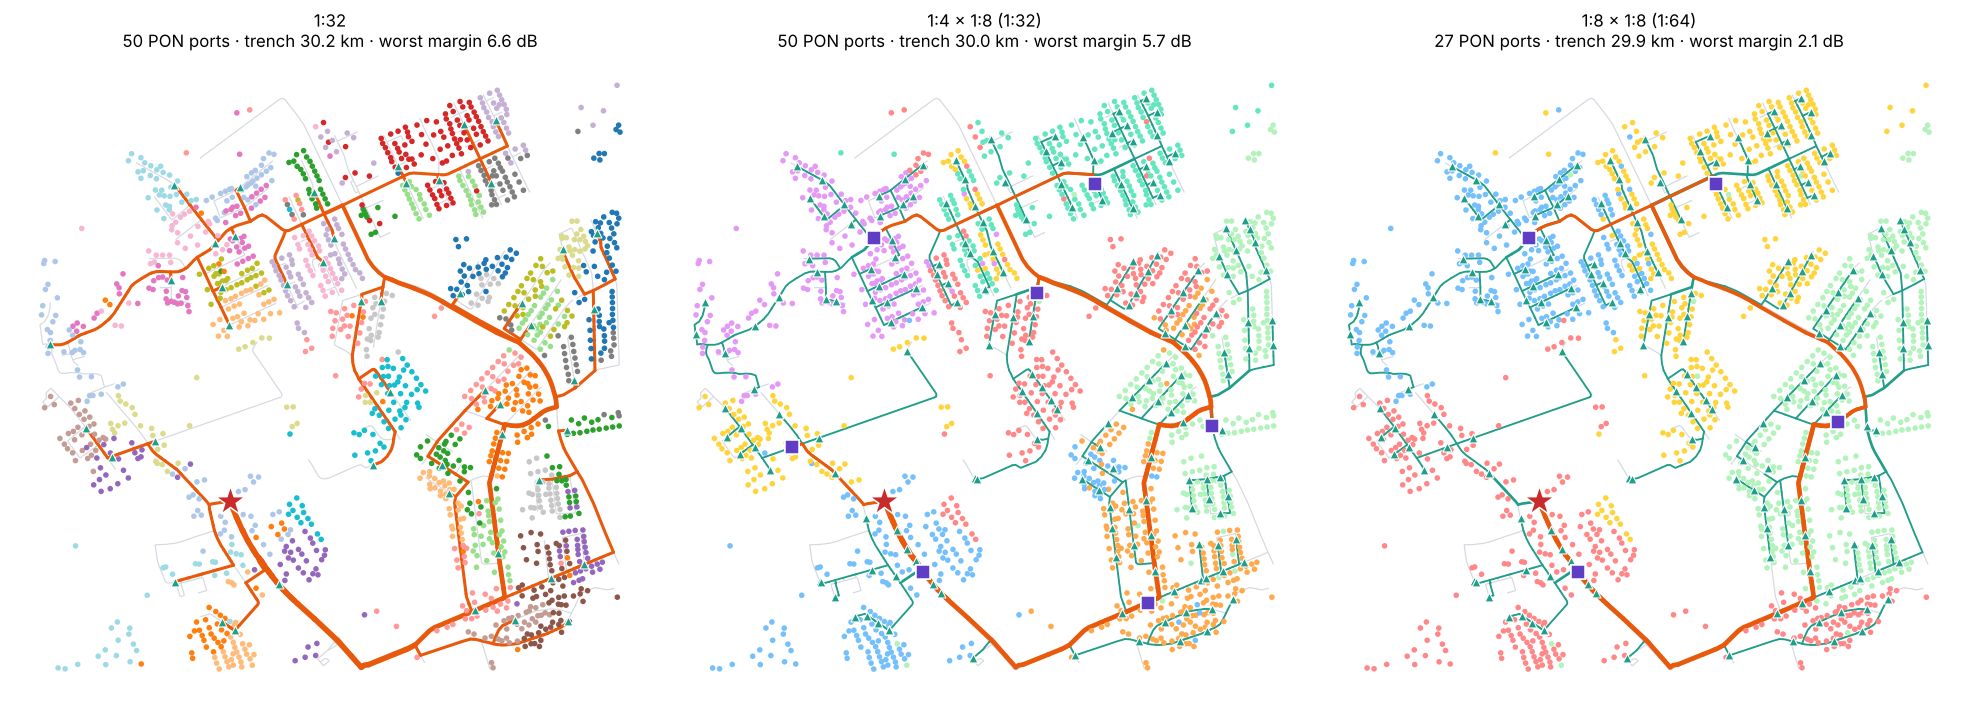 1:32
50 PON ports · trench 30.2 km · worst margin 6.6 dB
1:4 × 1:8 (1:32)
50 PON ports · trench 30.0 km · worst margin 5.7 dB
1:8 × 1:8 (1:64)
27 PON ports · trench 29.9 km · worst margin 2.1 dB